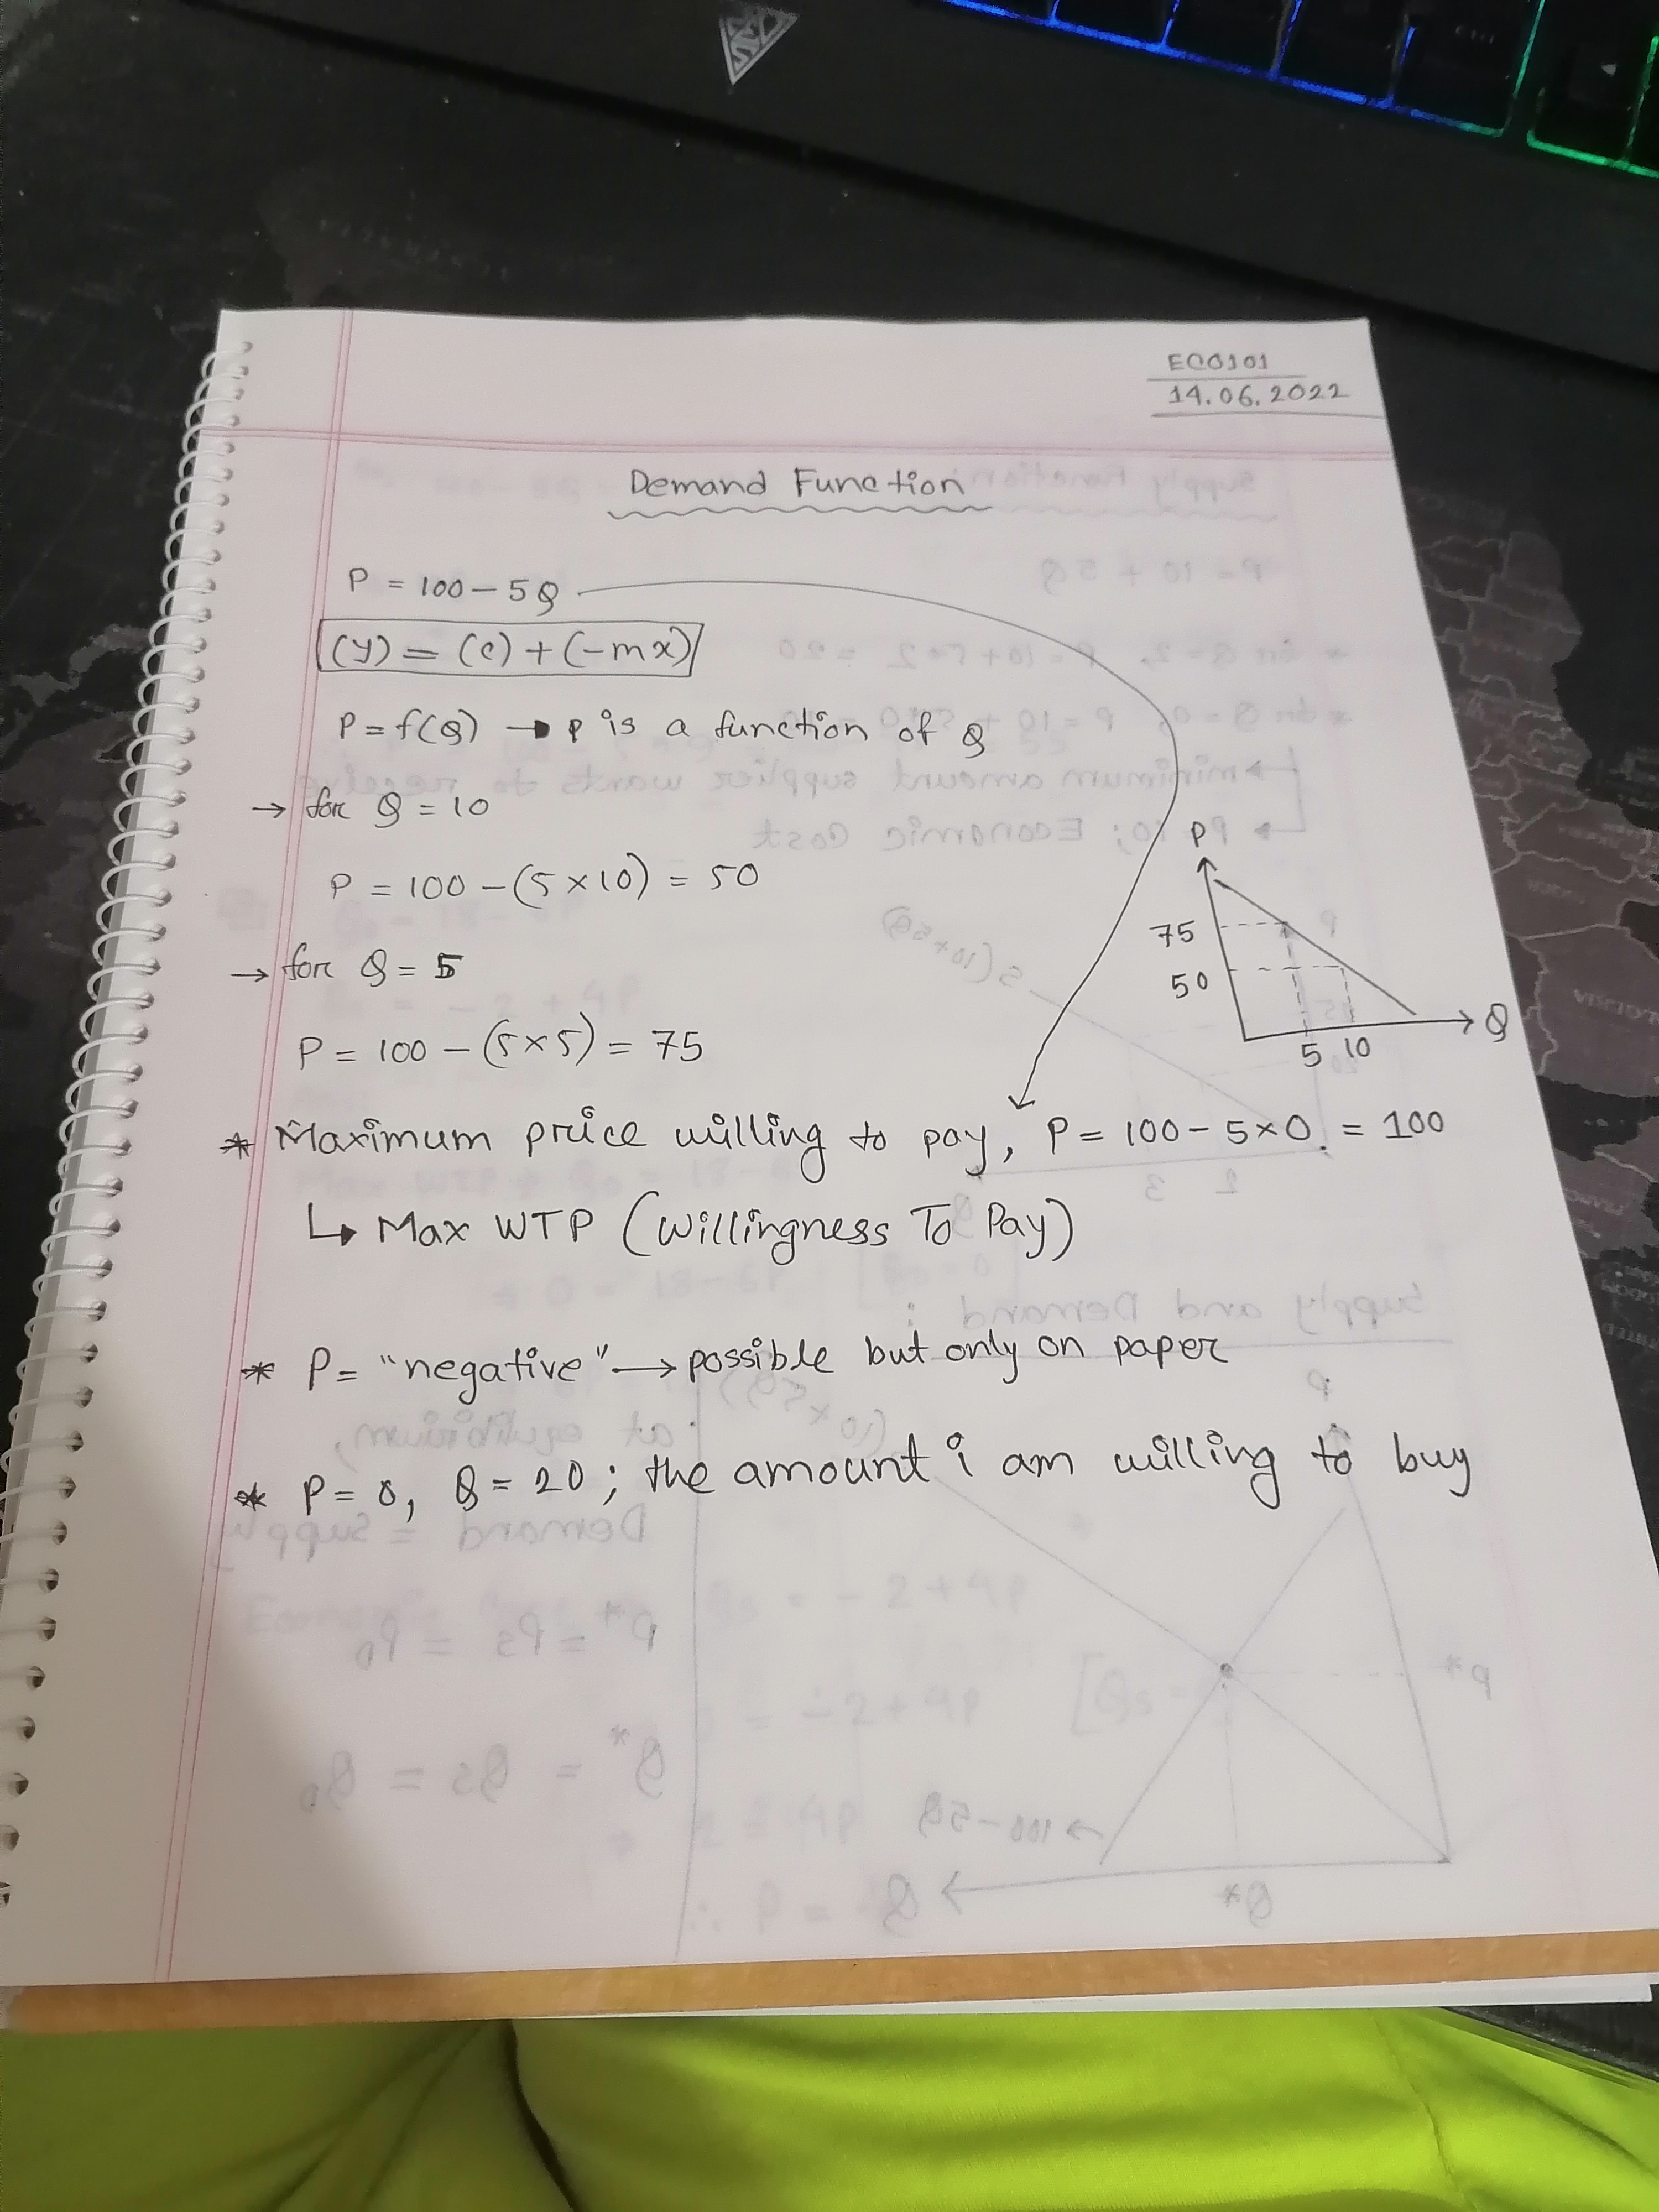 ECO101
14.06.2022
Demand Function
P = 100 - 5Q
(y) = (c) + (-mx)
P = f(Q) → P is a function of Q
→ for Q = 10
P = 100 - (5 × 10) = 50
→ for Q = 5
P = 100 - (5×5) = 75
P
75
50
5 10
Q
* Maximum price willing to pay, P = 100 - 5×0. = 100
↳ Max WTP (Willingness To Pay)
* P = "negative" → possible but only on paper
* P = 0, Q = 20; the amount i am willing to buy